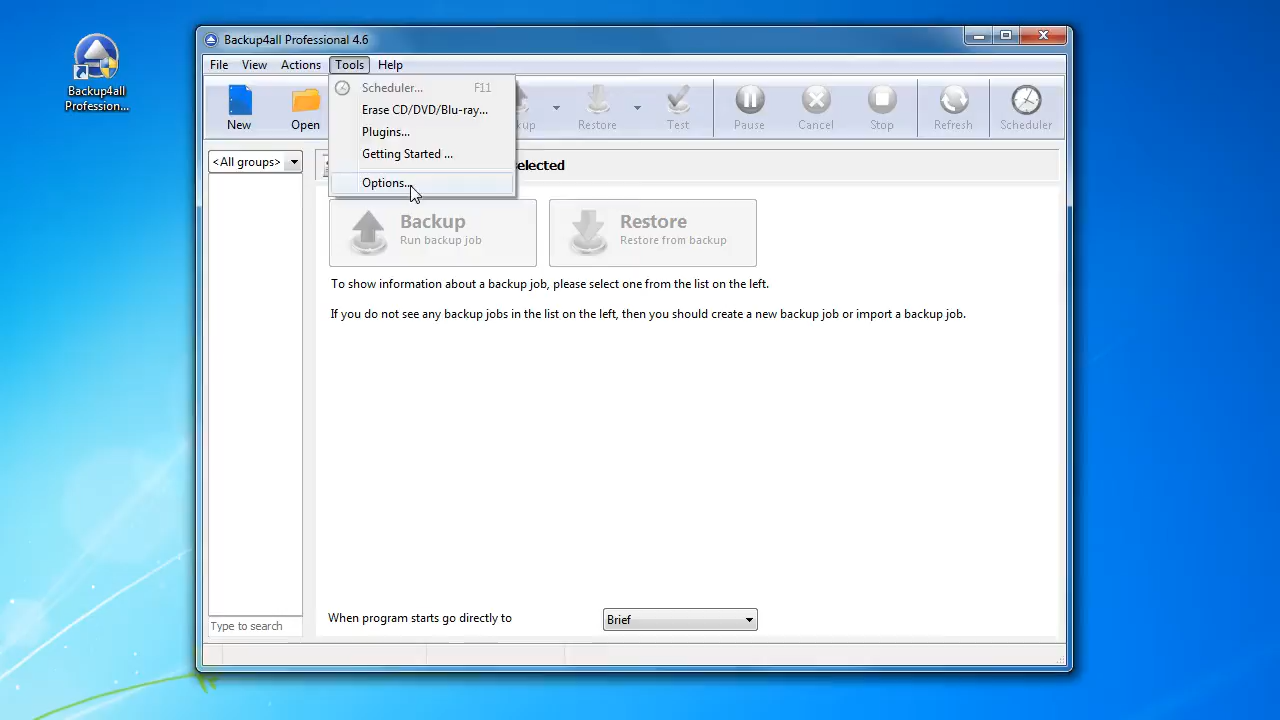 Backup4all
Profession...
Backup4all Professional 4.6
File View Actions Tools Help
New Open Restore Test Pause Cancel Stop Refresh Scheduler
Scheduler... F11
Erase CD/DVD/Blu-ray...
Plugins...
Getting Started ...
Options...
<All groups>
Backup
Run backup job
Restore
Restore from backup
To show information about a backup job, please select one from the list on the left.
If you do not see any backup jobs in the list on the left, then you should create a new backup job or import a backup job.
When program starts go directly to Brief
Type to search